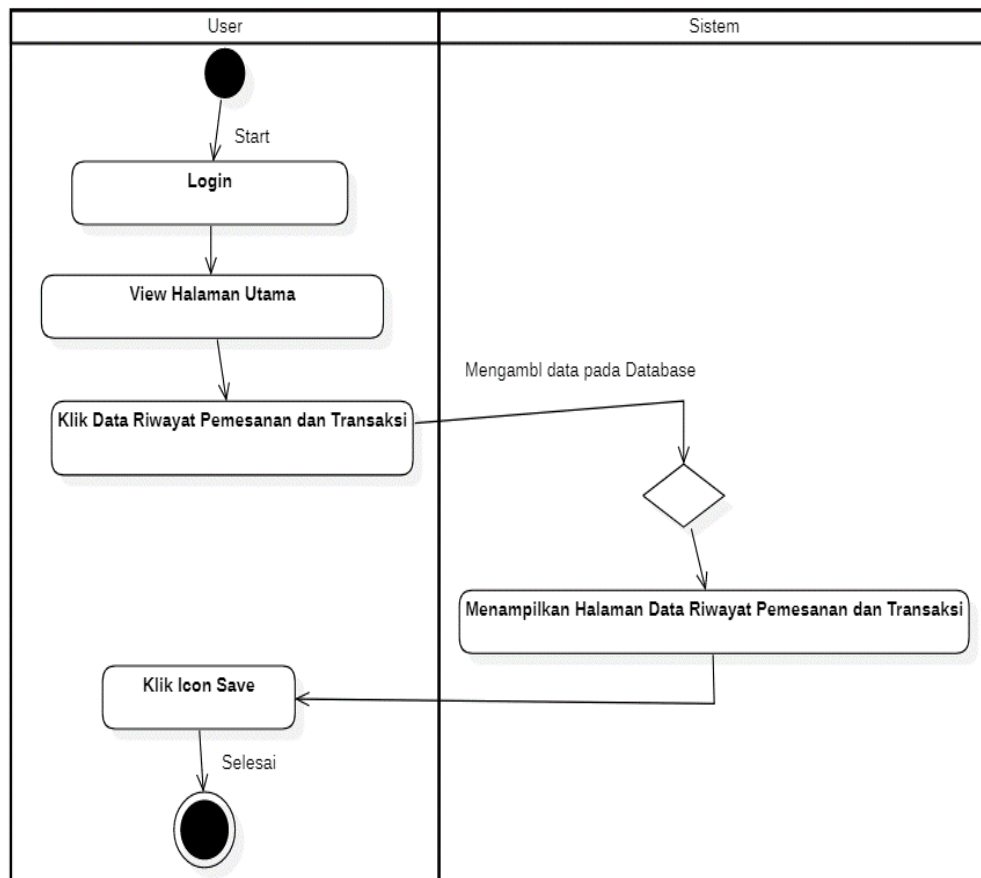 User
Sistem
Start
Login
View Halaman Utama
Mengambl data pada Database
Klik Data Riwayat Pemesanan dan Transaksi
Menampilkan Halaman Data Riwayat Pemesanan dan Transaksi
Klik Icon Save
Selesai